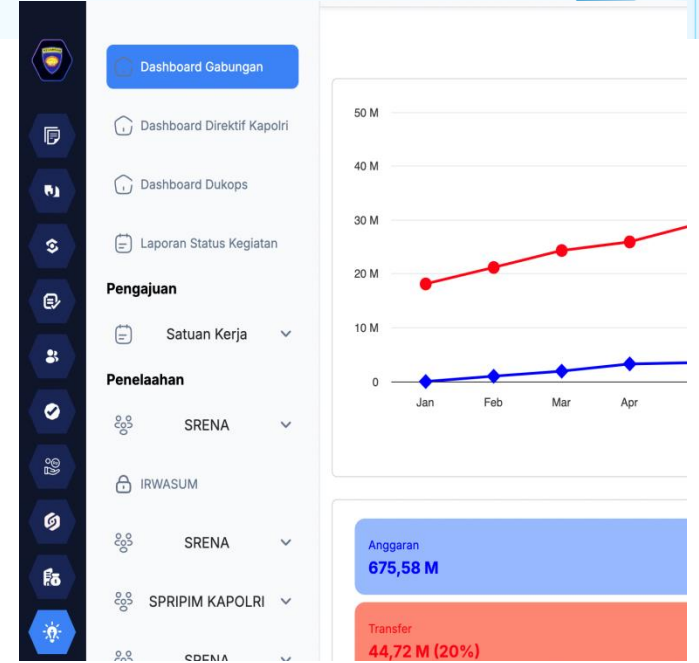 Dashboard Gabungan
Dashboard Direktif Kapolri
Dashboard Dukops
Laporan Status Kegiatan
Pengajuan
Satuan Kerja
Penelaahan
SRENA
IRWASUM
SRENA
SPRIPIM KAPOLRI
SRENA
50 M
40 M
30 M
20 M
10 M
0
Jan Feb Mar Apr
Anggaran
675,58 M
Transfer
44,72 M (20%)